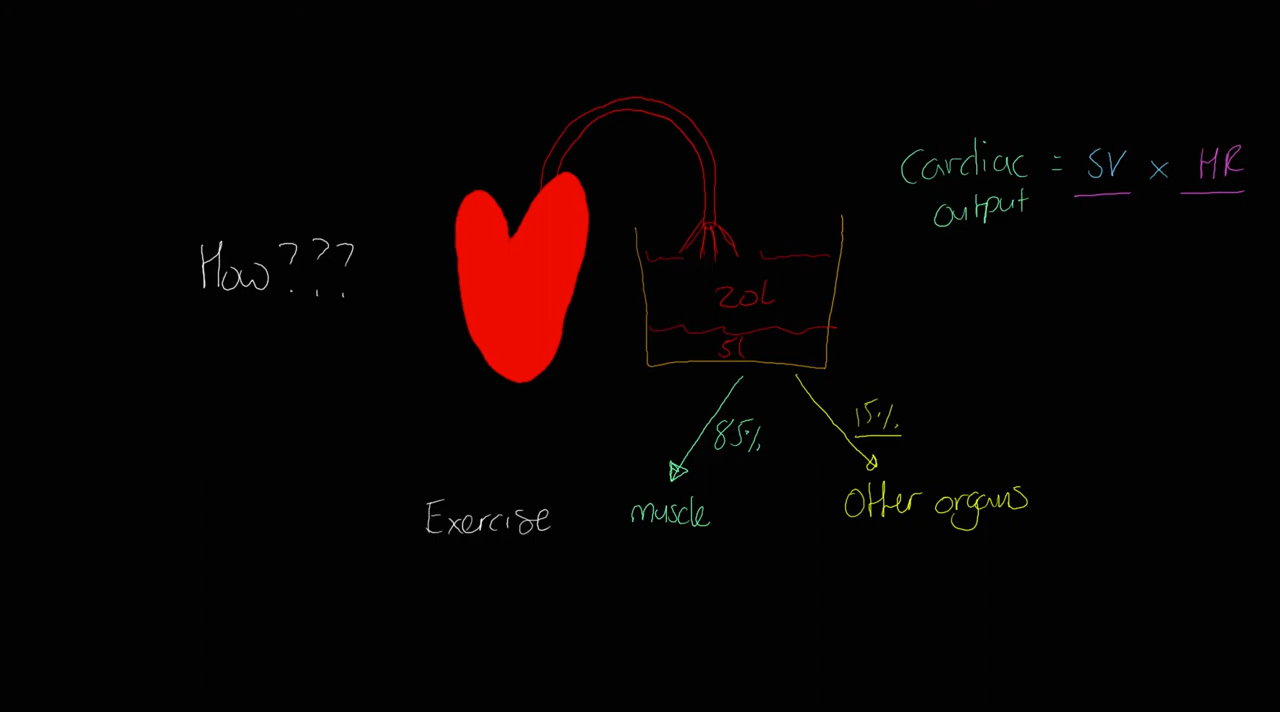 Cardiac = SV x HR
output
How???
20L
5L
85%
15%
Exercise
muscle
Other organs